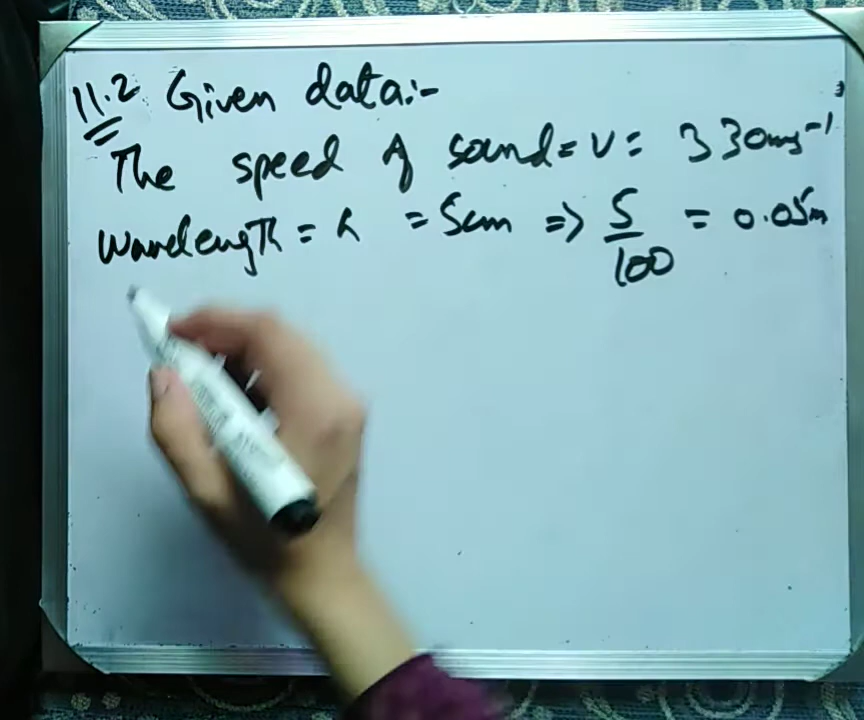 11.2 Given data:-
The speed of sound = v = 330ms⁻¹
Wavelength = λ = 5cm => 5/100 = 0.05m